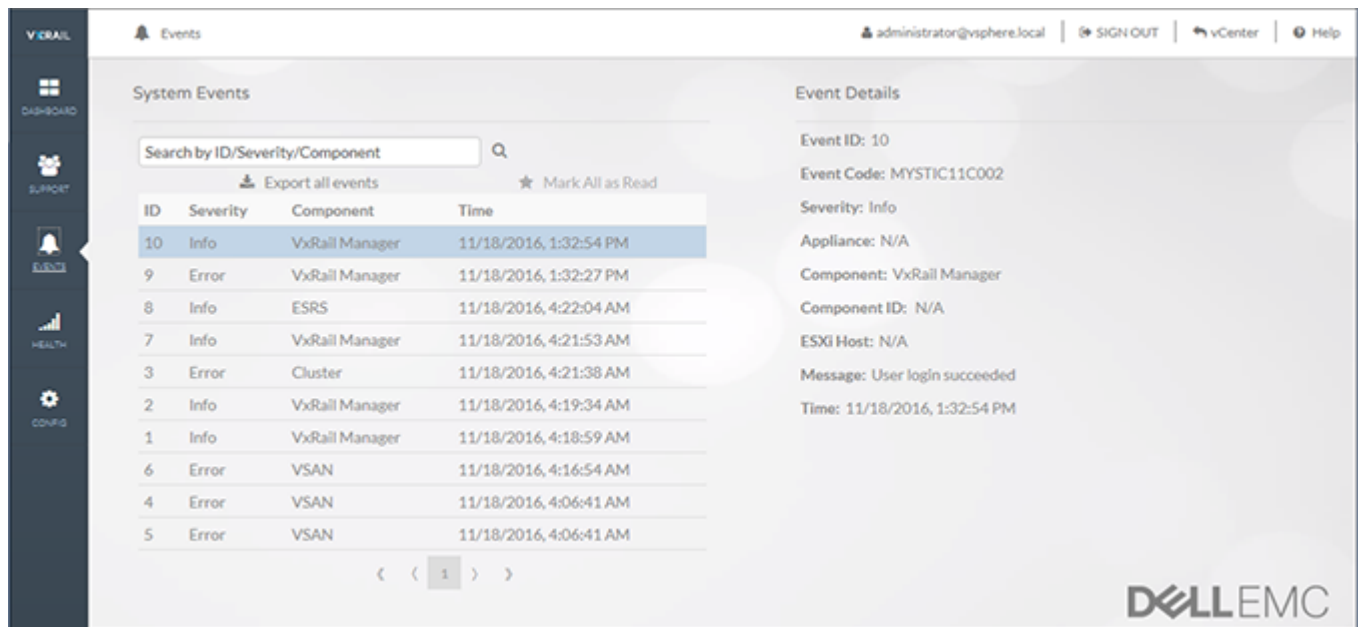 VXRAIL
Events
administrator@vsphere.local
SIGN OUT
vCenter
Help
DASHBOARD
SUPPORT
EVENTS
HEALTH
CONFIG
System Events
Search by ID/Severity/Component
Export all events
Mark All as Read
ID Severity Component Time
10 Info VxRail Manager 11/18/2016, 1:32:54 PM
9 Error VxRail Manager 11/18/2016, 1:32:27 PM
8 Info ESRS 11/18/2016, 4:22:04 AM
7 Info VxRail Manager 11/18/2016, 4:21:53 AM
3 Error Cluster 11/18/2016, 4:21:38 AM
2 Info VxRail Manager 11/18/2016, 4:19:34 AM
1 Info VxRail Manager 11/18/2016, 4:18:59 AM
6 Error VSAN 11/18/2016, 4:16:54 AM
4 Error VSAN 11/18/2016, 4:06:41 AM
5 Error VSAN 11/18/2016, 4:06:41 AM
1
Event Details
Event ID: 10
Event Code: MYSTIC11C002
Severity: Info
Appliance: N/A
Component: VxRail Manager
Component ID: N/A
ESXi Host: N/A
Message: User login succeeded
Time: 11/18/2016, 1:32:54 PM
DELLEMC